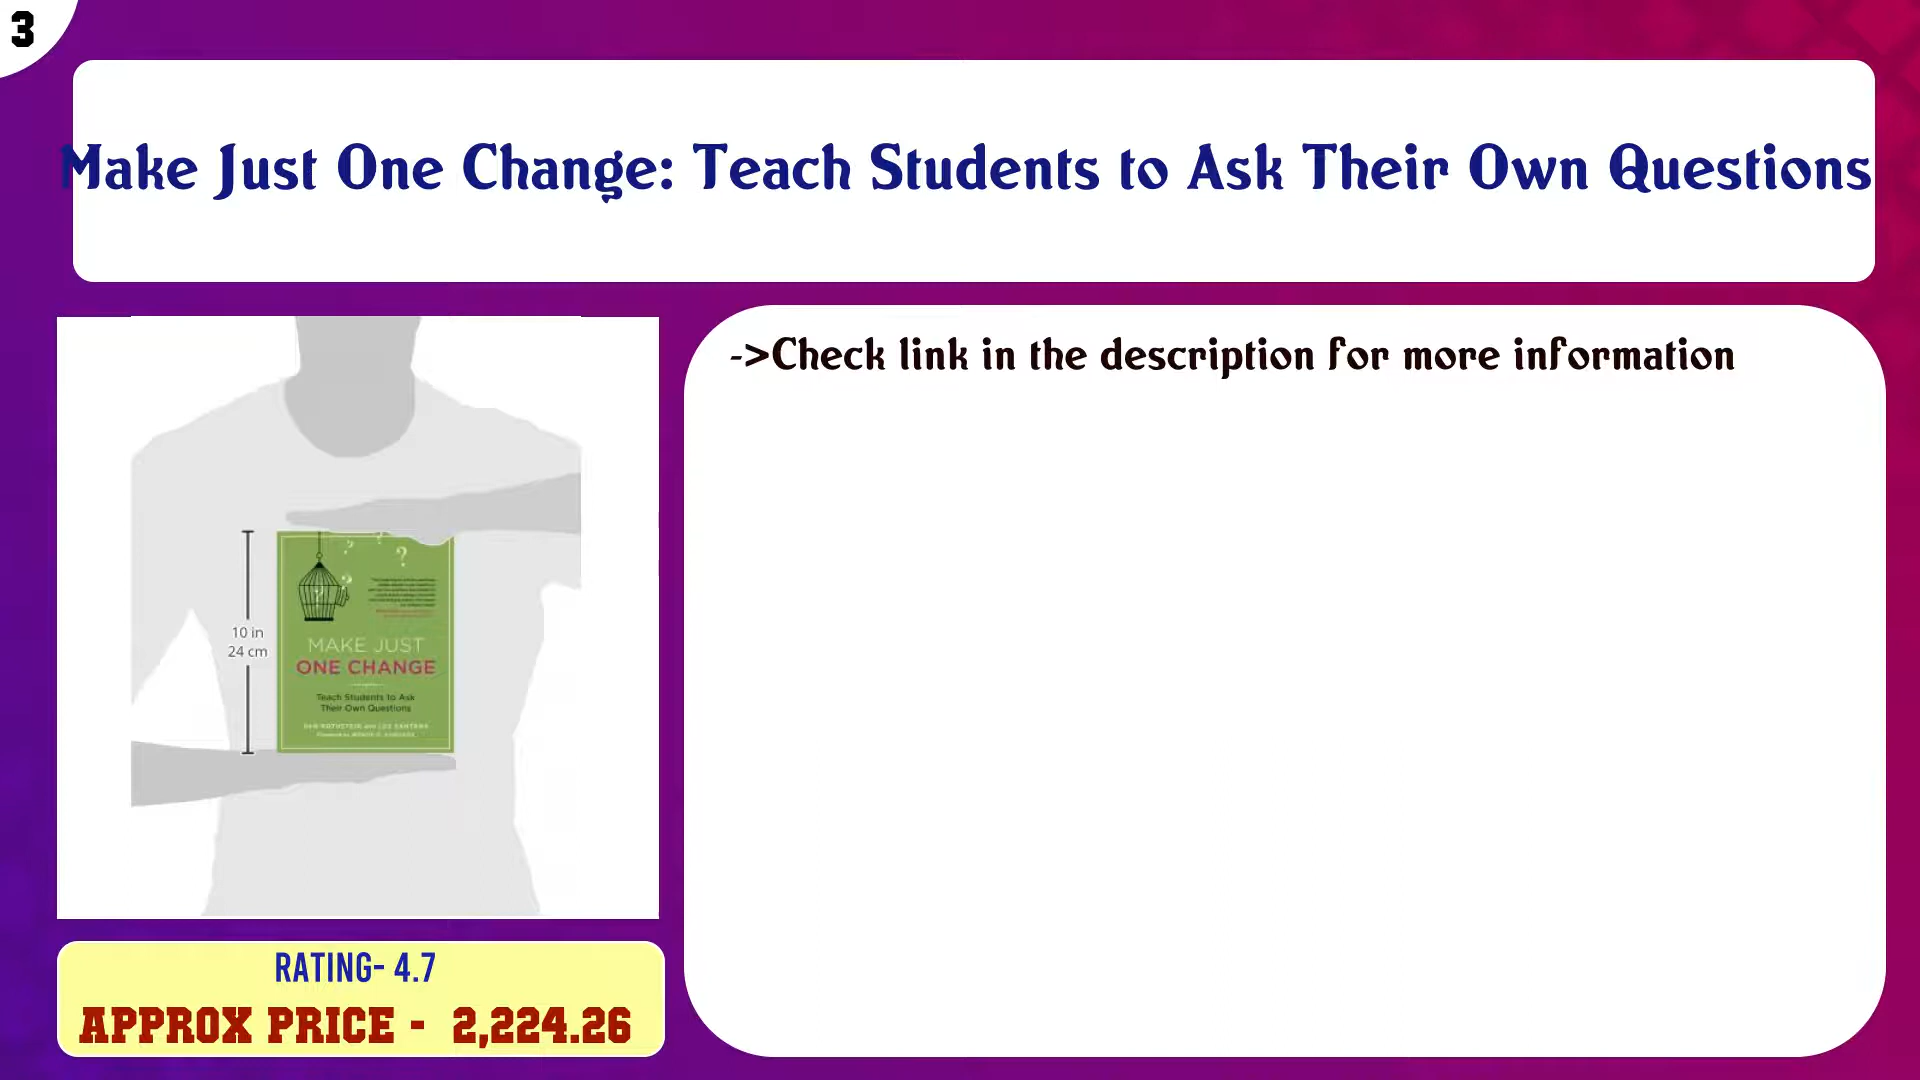 3
Make Just One Change: Teach Students to Ask Their Own Questions
->Check link in the description for more information
10 in
24 cm
MAKE JUST
ONE CHANGE
Teach Students to Ask
Their Own Questions
RATING- 4.7
APPROX PRICE - 2,224.26